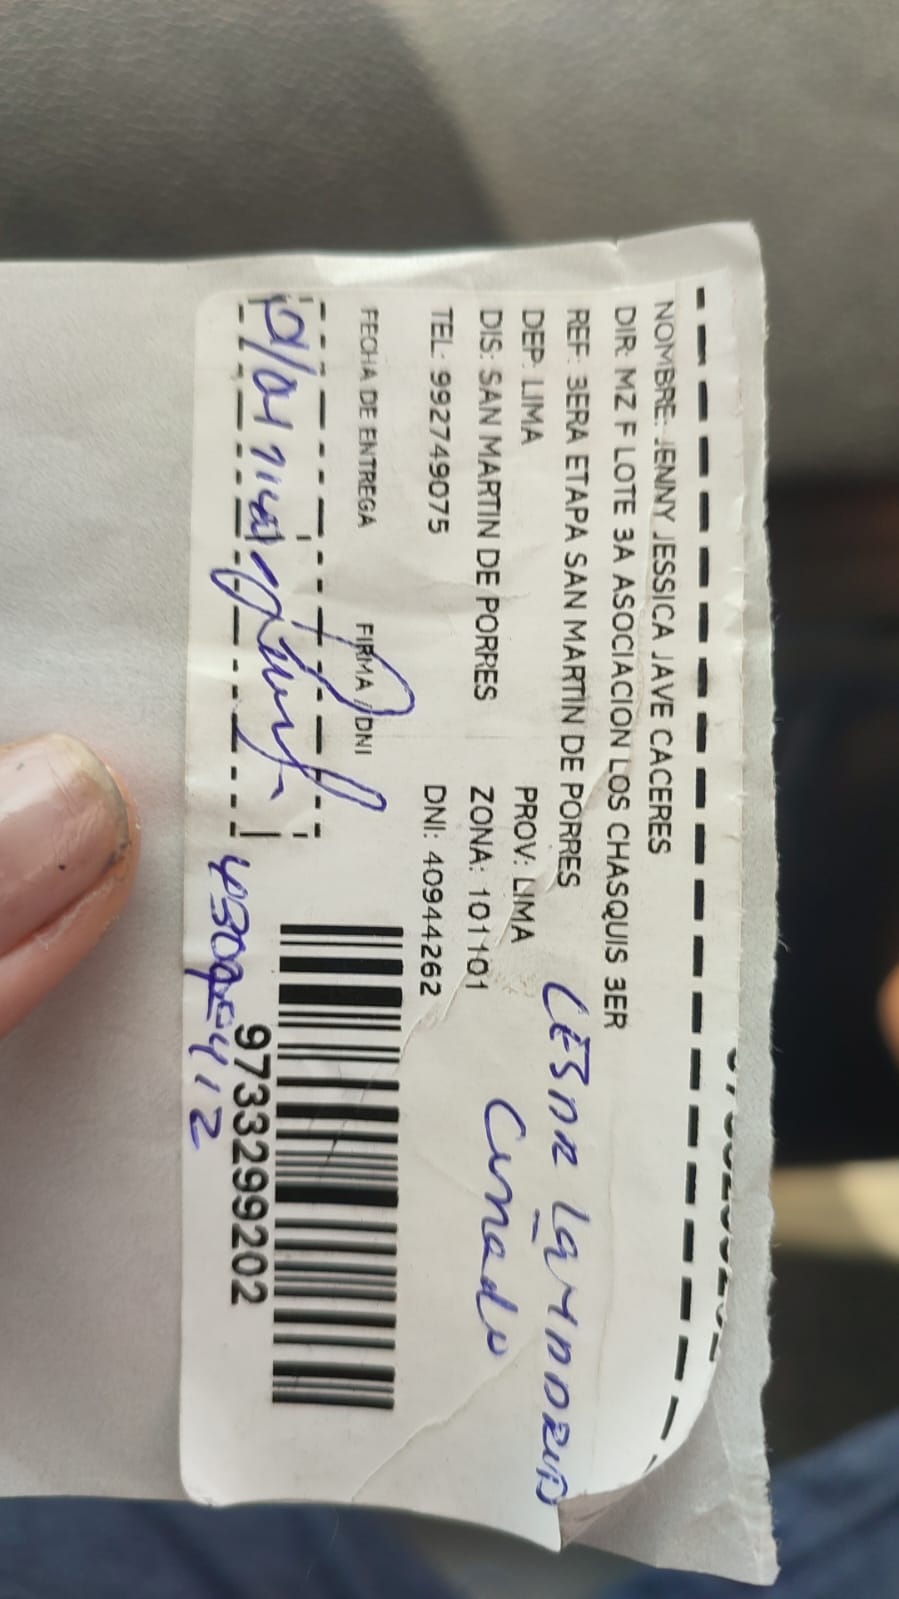 NOMBRE: JENNY JESSICA JAVE CACERES
DIR: MZ F LOTE 3A ASOCIACION LOS CHASQUIS 3ER
REF: 3ERA ETAPA SAN MARTIN DE PORRES
DEP: LIMA PROV: LIMA
DIS: SAN MARTIN DE PORRES ZONA: 101101
TEL: 992749075 DNI: 40944262
Cuñado
FECHA DE ENTREGA FIRMA / DNI
9733299202